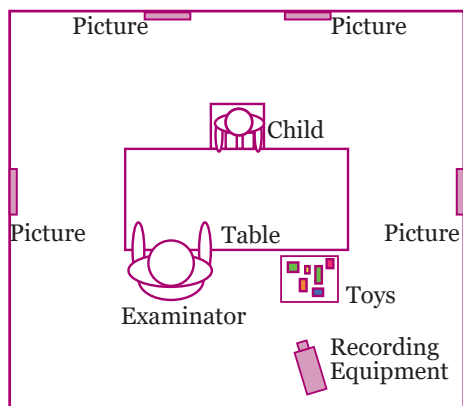 Picture
Picture
Child
Picture
Table
Picture
Examinator
Toys
Recording
Equipment